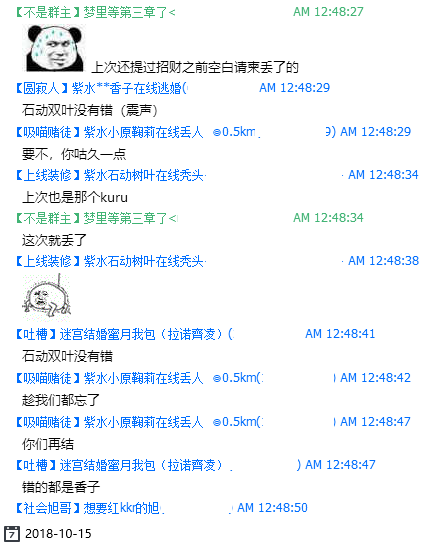 【不是群主】梦里等第三章了< AM 12:48:27
上次还提过招财之前空白请柬丢了的
【圆寂人】紫水**香子在线逃婚( AM 12:48:29
石动双叶没有错（震声）
【吸喵赌徒】紫水小原鞠莉在线丢人 ⊕0.5km 9) AM 12:48:29
要不，你咕久一点
【上线装修】紫水石动树叶在线秃头 AM 12:48:34
上次也是那个kuru
【不是群主】梦里等第三章了< AM 12:48:34
这次就丢了
【上线装修】紫水石动树叶在线秃头 AM 12:48:38
【吐槽】迷宫结婚蜜月我包（拉诺齊凌）( AM 12:48:41
石动双叶没有错
【吸喵赌徒】紫水小原鞠莉在线丢人 ⊕0.5km( ) AM 12:48:42
趁我们都忘了
【吸喵赌徒】紫水小原鞠莉在线丢人 ⊕0.5km( ) AM 12:48:47
你们再结
【吐槽】迷宫结婚蜜月我包（拉诺齊凌） ) AM 12:48:47
错的都是香子
【社会旭哥】想要红kkr的旭 ) AM 12:48:50
7 2018-10-15